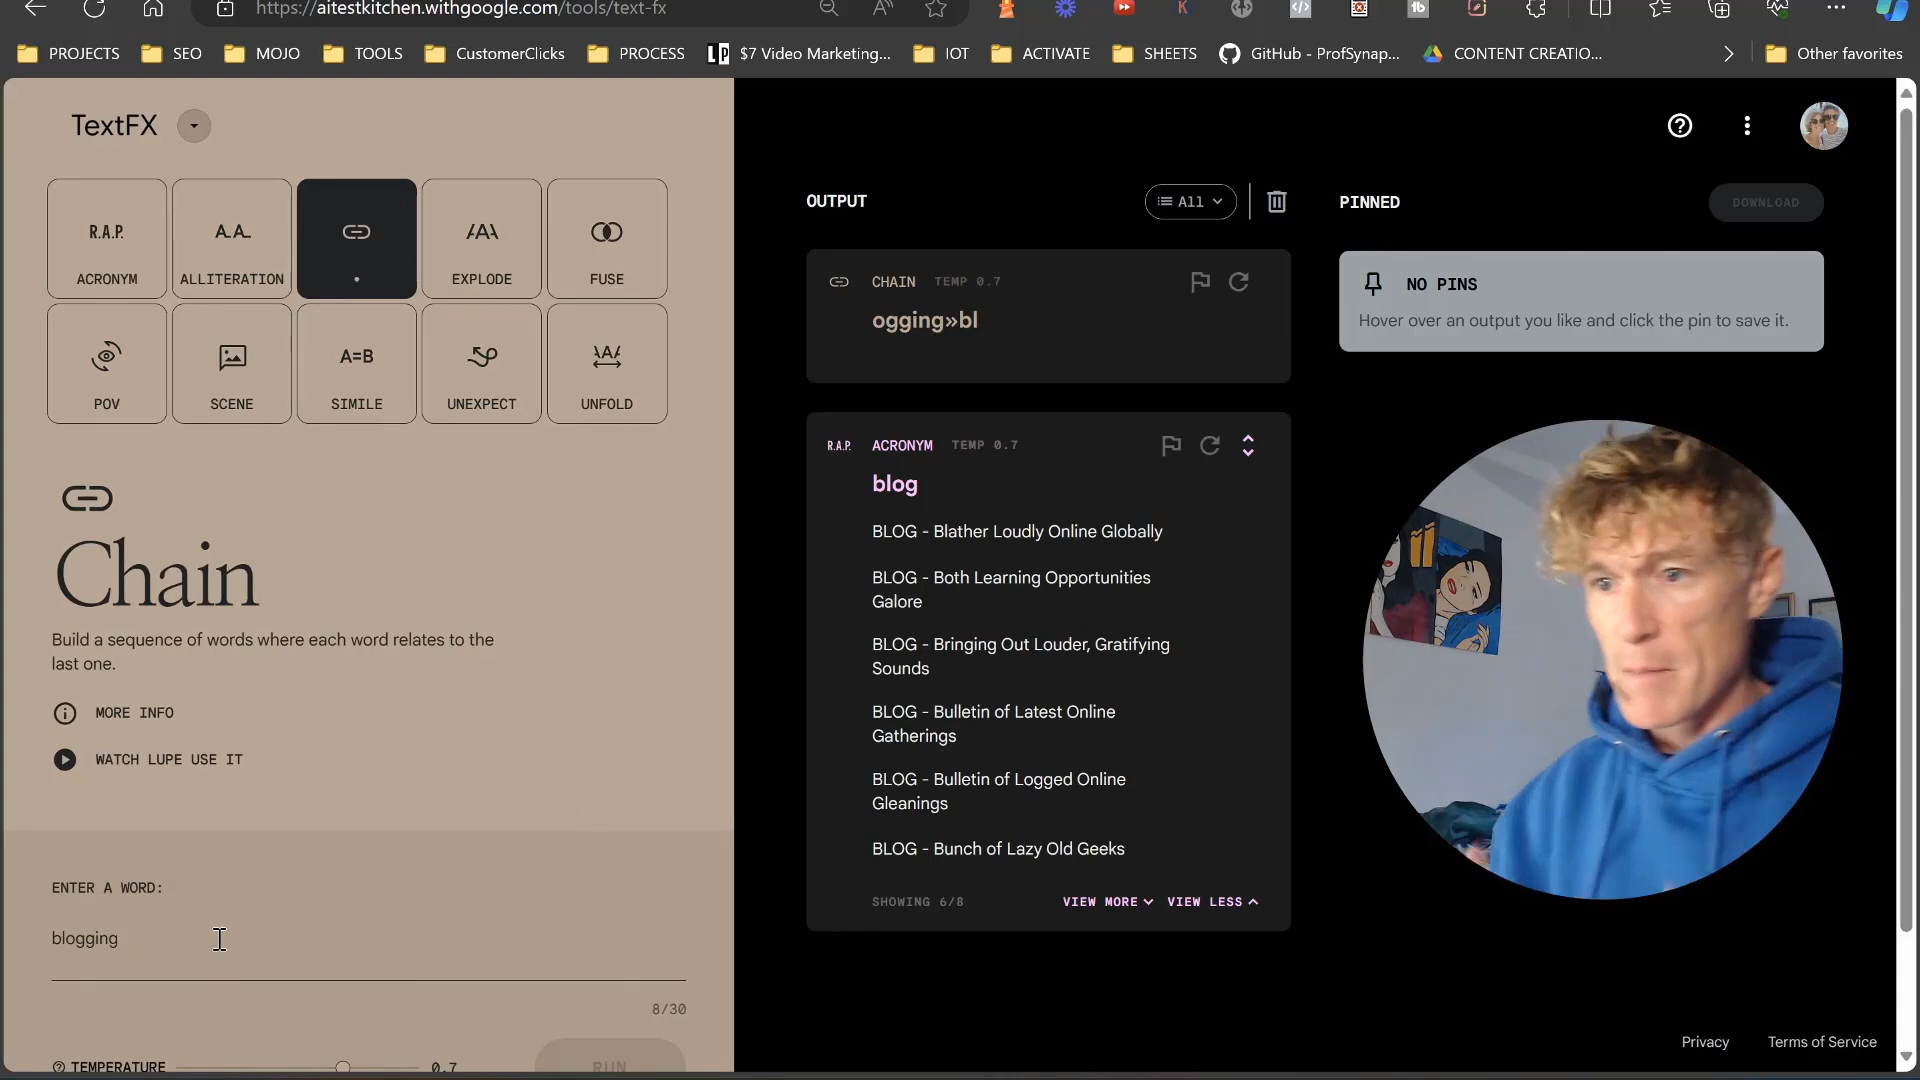 https://aitestkitchen.withgoogle.com/tools/text-fx
PROJECTS SEO MOJO TOOLS CustomerClicks PROCESS $7 Video Marketing... IOT ACTIVATE SHEETS GitHub - ProfSynap... CONTENT CREATIO... Other favorites
TextFX
R.A.P.
ACRONYM
A.A.
ALLITERATION
EXPLODE
FUSE
POV
SCENE
A=B
SIMILE
UNEXPECT
UNFOLD
Chain
Build a sequence of words where each word relates to the
last one.
MORE INFO
WATCH LUPE USE IT
ENTER A WORD:
blogging
8/30
TEMPERATURE 0.7 RUN
OUTPUT
All
CHAIN TEMP 0.7
ogging»bl
R.A.P. ACRONYM TEMP 0.7
blog
BLOG - Blather Loudly Online Globally
BLOG - Both Learning Opportunities
Galore
BLOG - Bringing Out Louder, Gratifying
Sounds
BLOG - Bulletin of Latest Online
Gatherings
BLOG - Bulletin of Logged Online
Gleanings
BLOG - Bunch of Lazy Old Geeks
SHOWING 6/8 VIEW MORE VIEW LESS
PINNED
DOWNLOAD
NO PINS
Hover over an output you like and click the pin to save it.
Privacy Terms of Service